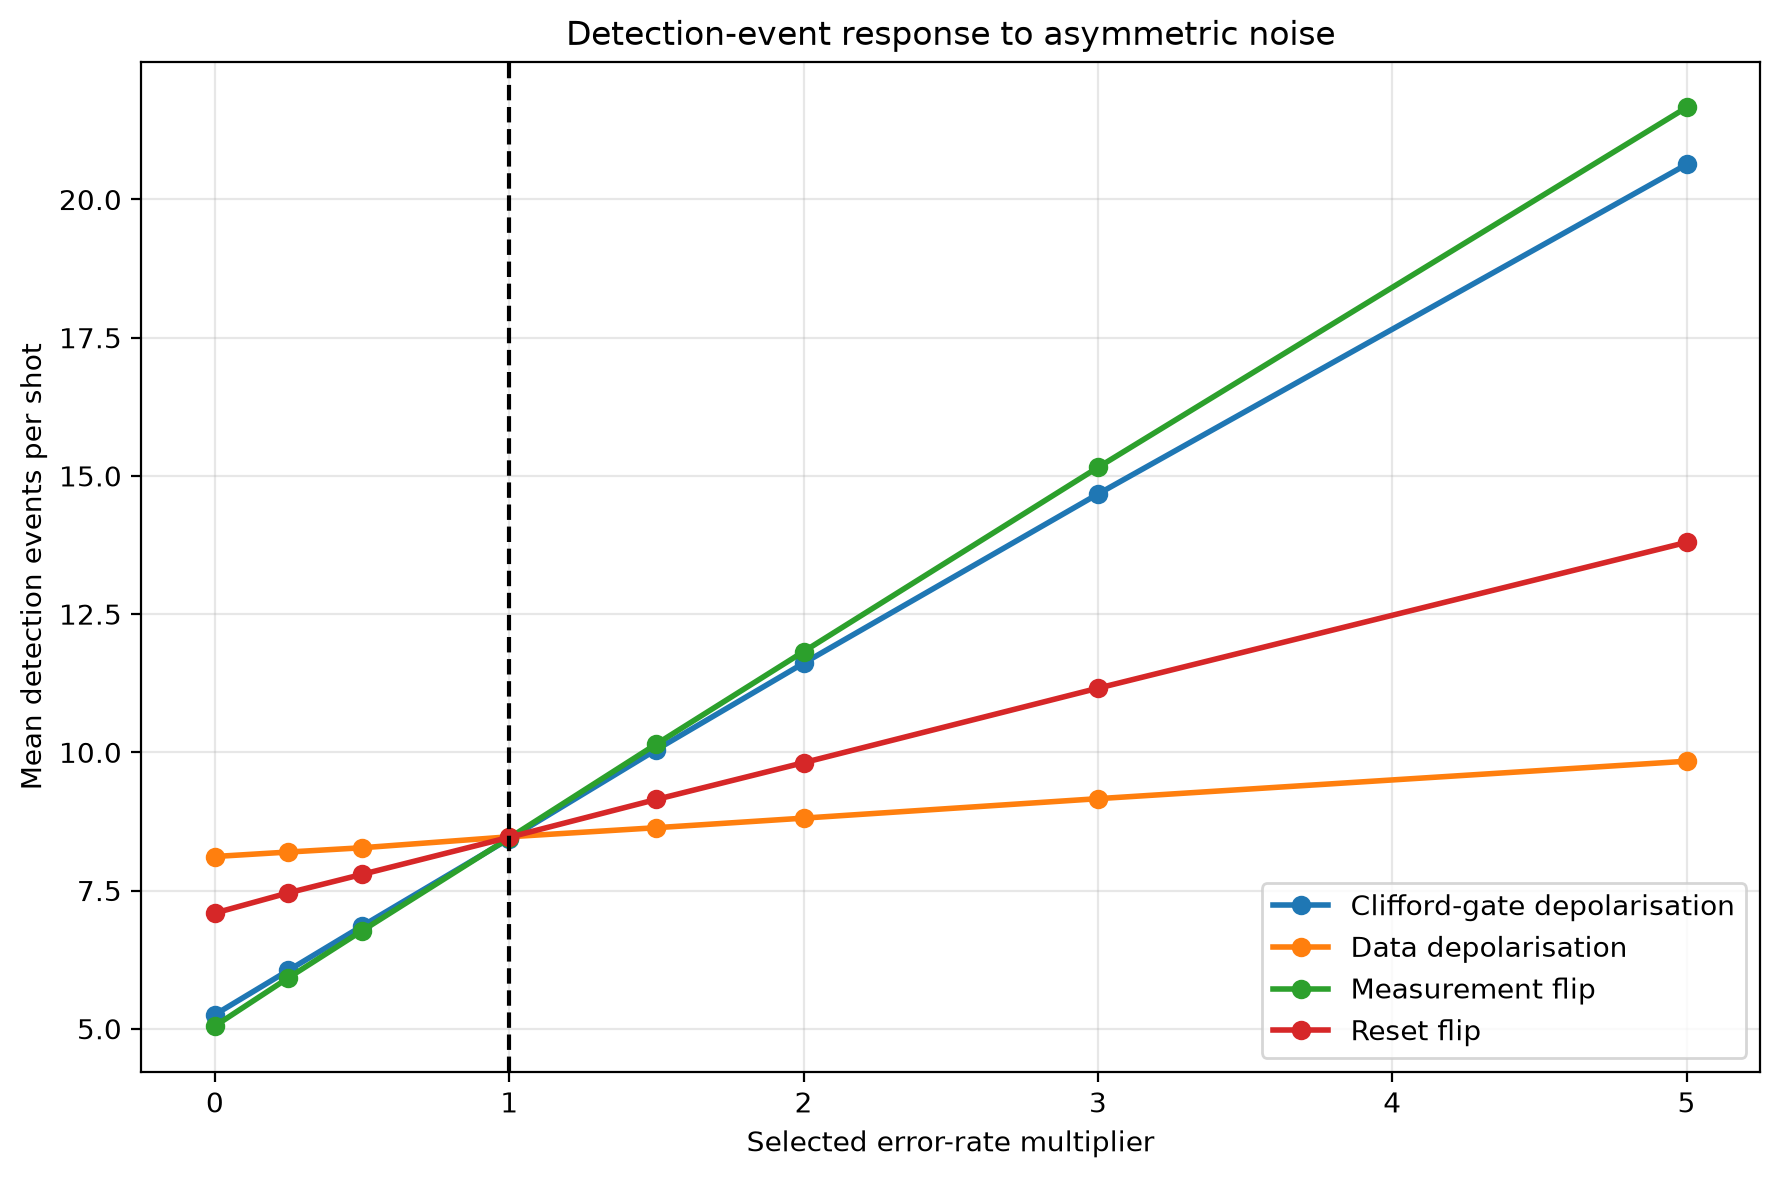 Detection-event response to asymmetric noise
Mean detection events per shot
20.0
17.5
15.0
12.5
10.0
7.5
5.0
Clifford-gate depolarisation
Data depolarisation
Measurement flip
Reset flip
0 1 2 3 4 5
Selected error-rate multiplier